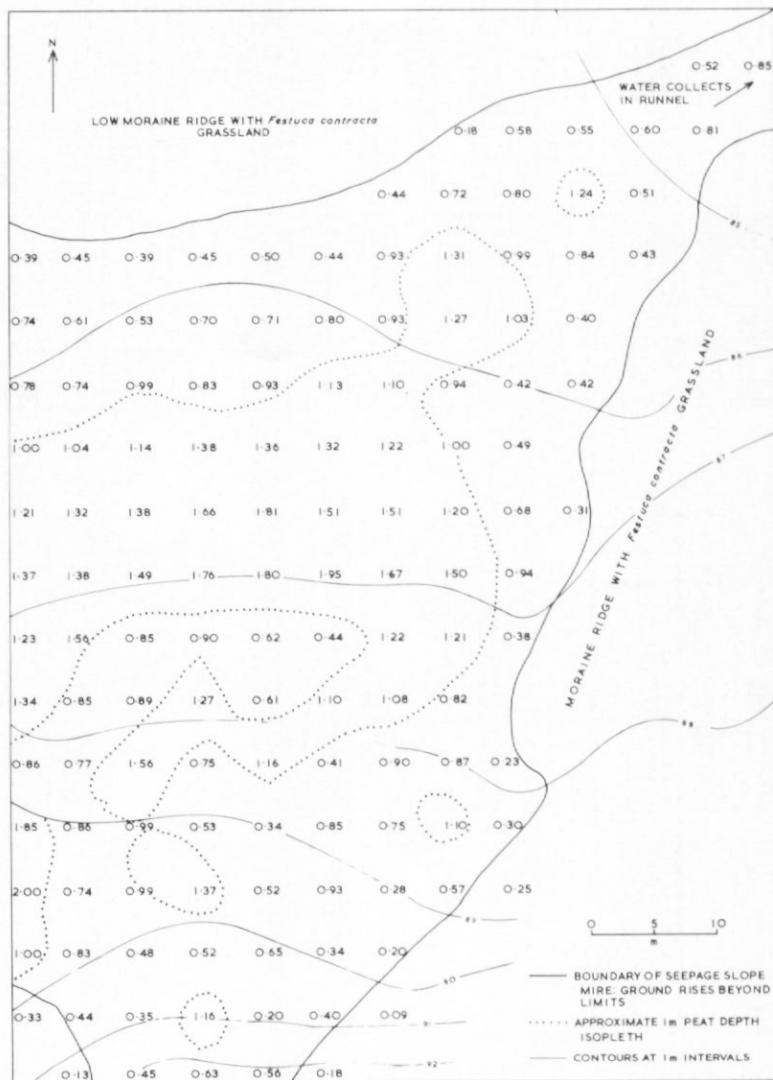 N
0·52 0·85
WATER COLLECTS
IN RUNNEL
LOW MORAINE RIDGE WITH Festuca contracta
GRASSLAND
0·18 0·58 0·55 0·60 0·81
0·44 0·72 0·80 1·24 0·51
85
0·39 0·45 0·39 0·45 0·50 0·44 0·93 1·31 0·99 0·84 0·43
0·74 0·61 0·53 0·70 0·71 0·80 0·93 1·27 1·03 0·40
86
0·78 0·74 0·99 0·83 0·93 1·13 1·10 0·94 0·42 0·42
1·00 1·04 1·14 1·38 1·36 1·32 1·22 1·00 0·49
87
1·21 1·32 1·38 1·66 1·81 1·51 1·51 1·20 0·68 0·31
MORAINE RIDGE WITH Festuca contracta GRASSLAND
1·37 1·38 1·49 1·76 1·80 1·95 1·67 1·50 0·94
1·23 1·56 0·85 0·90 0·62 0·44 1·22 1·21 0·38
1·34 0·85 0·89 1·27 0·61 1·10 1·08 0·82
88
0·86 0·77 1·56 0·75 1·16 0·41 0·90 0·87 0·23
1·85 0·86 0·99 0·53 0·34 0·85 0·75 1·10 0·30
2·00 0·74 0·99 1·37 0·52 0·93 0·28 0·57 0·25
89
0 5 10
m
1·00 0·83 0·48 0·52 0·65 0·34 0·20
90
BOUNDARY OF SEEPAGE SLOPE
MIRE: GROUND RISES BEYOND
LIMITS
0·33 0·44 0·35 1·16 0·20 0·40 0·09
91
APPROXIMATE 1m PEAT DEPTH
ISOPLETH
CONTOURS AT 1m INTERVALS
92
0·13 0·45 0·63 0·56 0·18